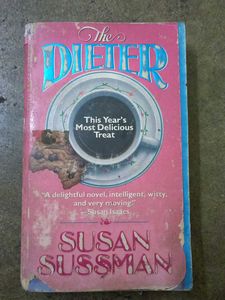 The
DIETER
This Year's
Most Delicious
Treat
"A delightful novel, intelligent, witty,
and very moving."
—Susan Isaacs
SUSAN
SUSSMAN